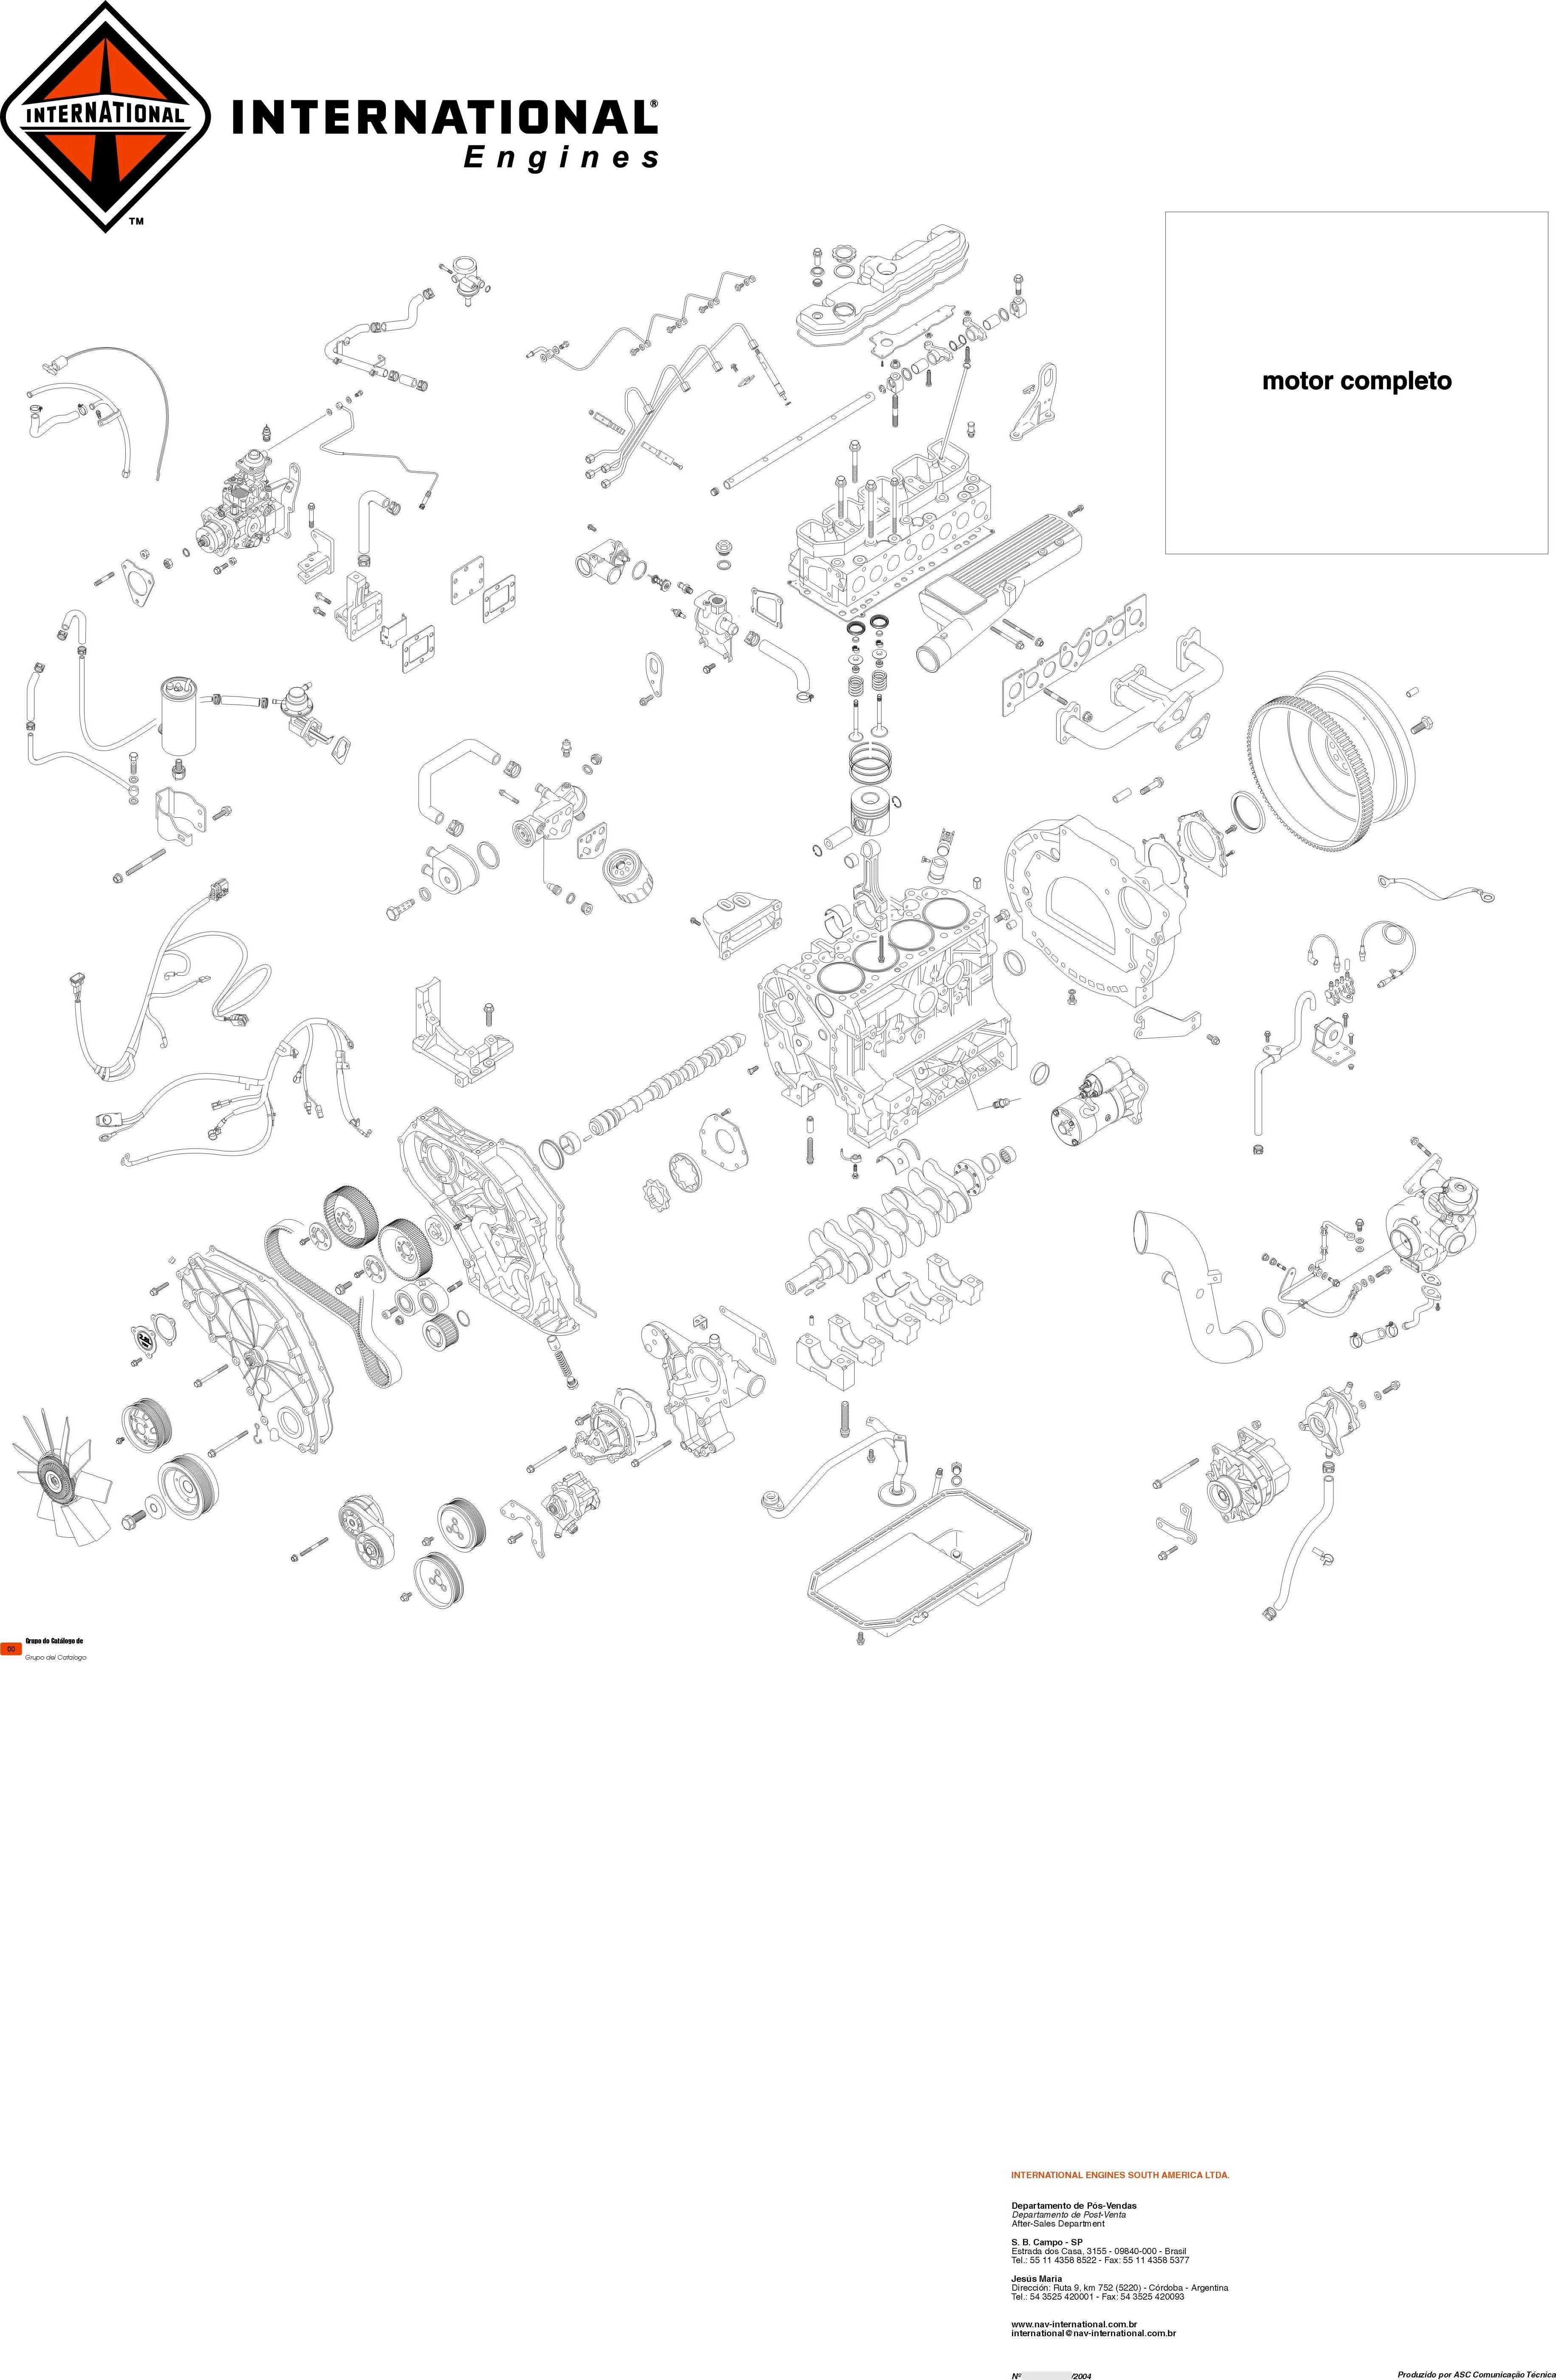 INTERNATIONAL
TM
INTERNATIONAL®
Engines
motor completo
00
Grupo do Catálogo de
Grupo del Catalogo
INTERNATIONAL ENGINES SOUTH AMERICA LTDA.
Departamento de Pós-Vendas
Departamento de Post-Venta
After-Sales Department
S. B. Campo - SP
Estrada dos Casa, 3155 - 09840-000 - Brasil
Tel.: 55 11 4358 8522 - Fax: 55 11 4358 5377
Jesús Maria
Dirección: Ruta 9, km 752 (5220) - Córdoba - Argentina
Tel.: 54 3525 420001 - Fax: 54 3525 420093
www.nav-international.com.br
international@nav-international.com.br
Nº /2004
Produzido por ASC Comunicação Técnica